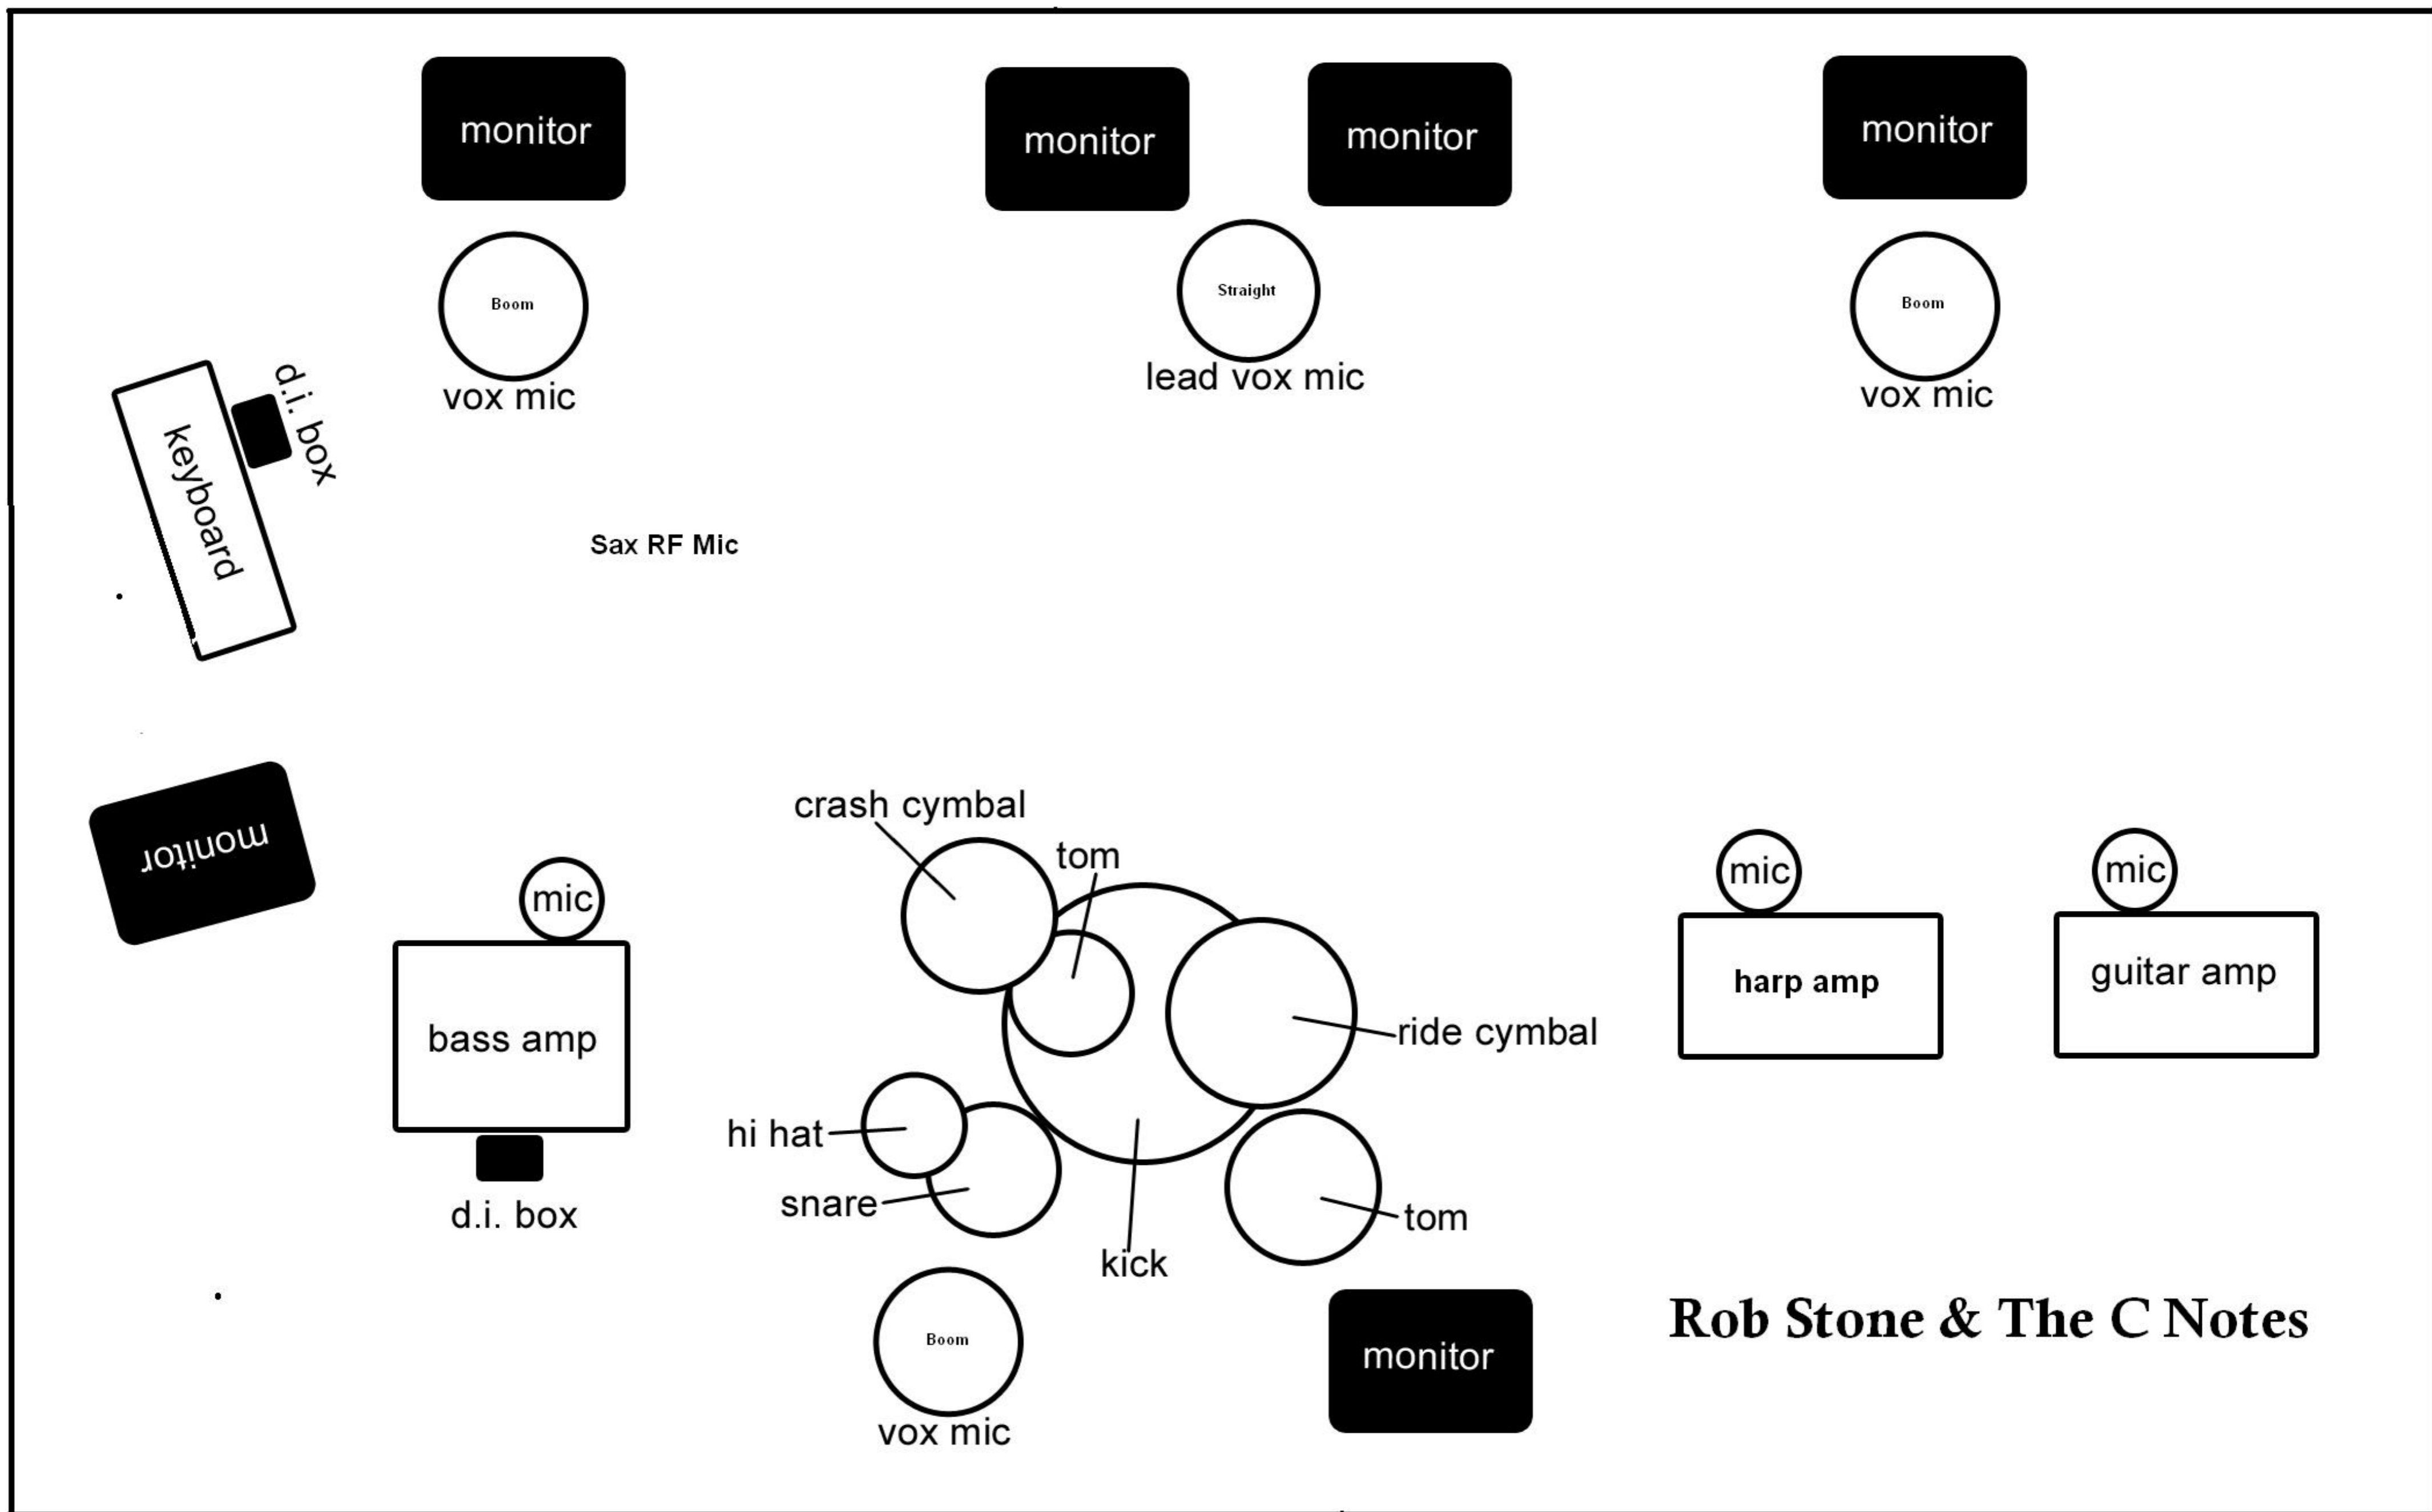 monitor
monitor
monitor
monitor
Boom
Straight
Boom
vox mic
lead vox mic
vox mic
d.i. box
keyboard
Sax RF Mic
monitor
crash cymbal
tom
mic
mic
mic
harp amp
guitar amp
bass amp
ride cymbal
hi hat
snare
d.i. box
tom
kick
Boom
vox mic
monitor
Rob Stone & The C Notes